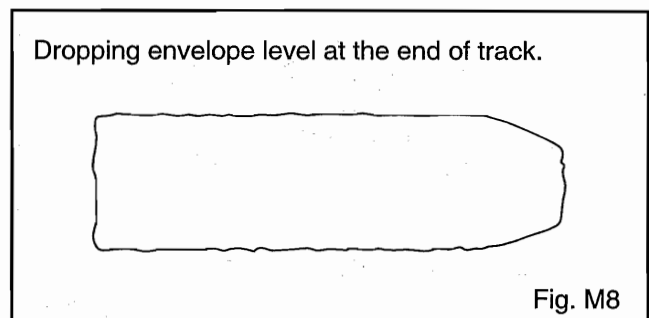 Dropping envelope level at the end of track.
Fig. M8